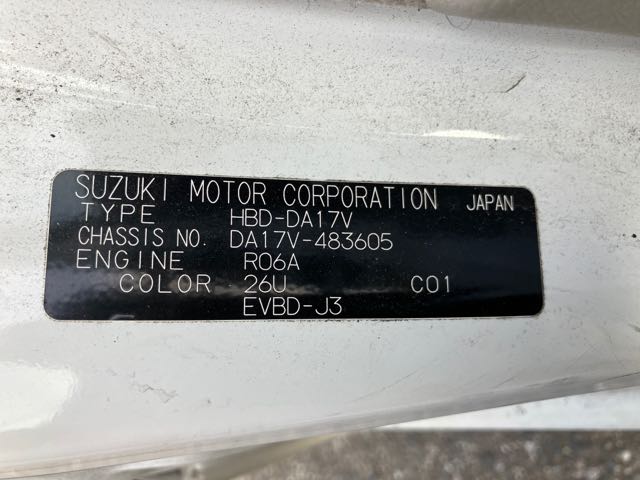 SUZUKI MOTOR CORPORATION JAPAN
TYPE HBD-DA17V
CHASSIS NO. DA17V-483605
ENGINE R06A
COLOR 26U C01
EVBD-J3